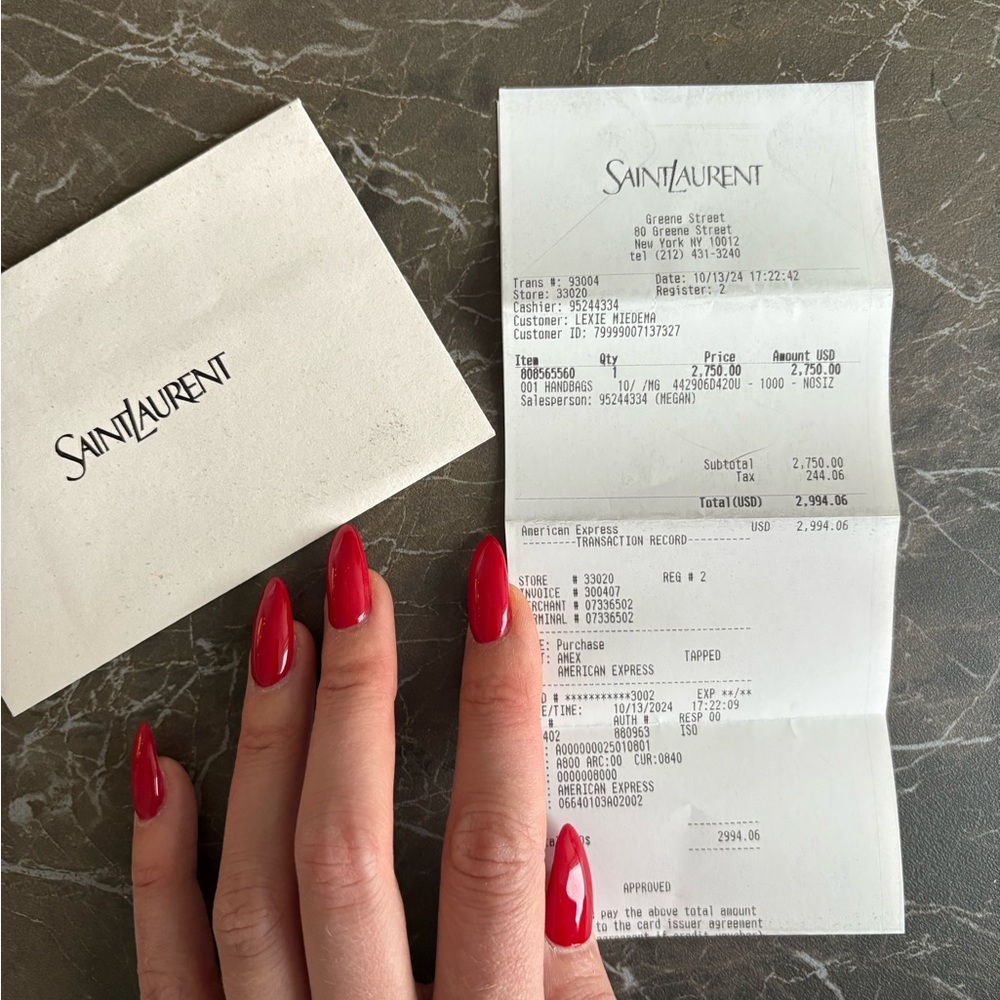 SAINT LAURENT
SAINT LAURENT
Greene Street
80 Greene Street
New York NY 10012
tel (212) 431-3240
Trans #: 93004 Date: 10/13/24 17:22:42
Store: 33020 Register: 2
Cashier: 95244334
Customer: LEXIE MIEDEMA
Customer ID: 79999007137327
Item Qty Price Amount USD
808565560 1 2,750.00 2,750.00
001 HANDBAGS 10/ /MG 442906D420U - 1000 - NOSIZ
Salesperson: 95244334 (MEGAN)
Subtotal 2,750.00
Tax 244.06
Total(USD) 2,994.06
American Express USD 2,994.06
---------TRANSACTION RECORD----------
STORE # 33020 REG # 2
NVOICE # 300407
ERCHANT # 07336502
RMINAL # 07336502
E: Purchase
T: AMEX TAPPED
AMERICAN EXPRESS
D # ***********3002 EXP **/**
E/TIME: 10/13/2024 17:22:09
# AUTH # RESP 00
402 880963 ISO
: A000000025010801
: A800 ARC:00 CUR:0840
: 0000008000
: AMERICAN EXPRESS
: 06640103A02002
2994.06
APPROVED
pay the above total amount
to the card issuer agreement